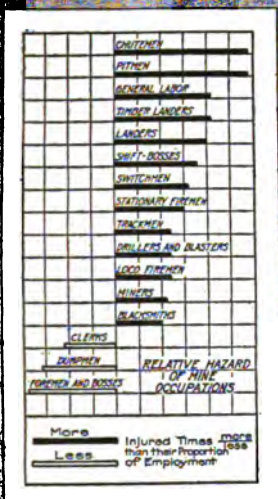 CHUTEMEN
PITMEN
GENERAL LABOR
TIMBER LANDERS
LANDERS
SHIFT-BOSSES
SWITCHMEN
STATIONARY FIREMEN
TRACKMEN
DRILLERS AND BLASTERS
LOCO FIREMEN
MINERS
BLACKSMITHS
CLERKS
DUMPMEN
FOREMEN AND BOSSES
RELATIVE HAZARD
OF MINE
OCCUPATIONS
More
Less
Injured Times more
less
than their Proportion
of Employment